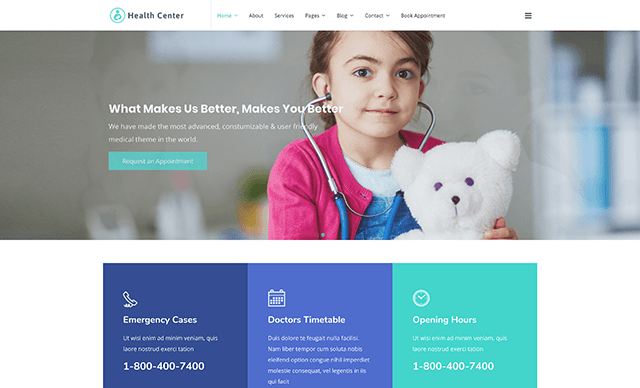 Health Center
Home
About
Services
Pages
Blog
Contact
Book Appointment
What Makes Us Better, Makes You Better
We have made the most advanced, constumizable & user friendly
medical theme in the world.
Request an Appointment
Emergency Cases
Ut wisi enim ad minim veniam, quis
laore nostrud exerci tation
1-800-400-7400
Doctors Timetable
Duis dolore te feugait nulla facilisi.
Nam liber tempor cum soluta nobis
eleifend option congue nihil imperdiet
molestie consequat, vel legentis in iis
qui facit
Opening Hours
Ut wisi enim ad minim veniam, quis
laore nostrud exerci tation
1-800-400-7400